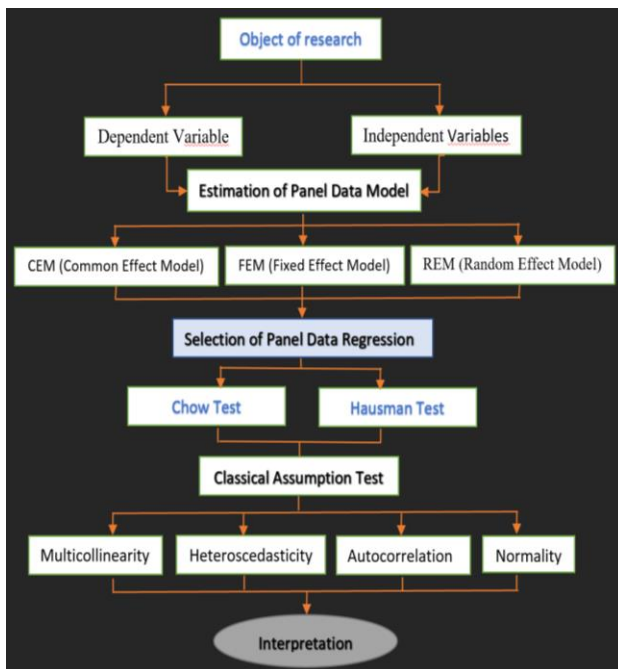 Object of research
Dependent Variable
Independent Variables
Estimation of Panel Data Model
CEM (Common Effect Model)
FEM (Fixed Effect Model)
REM (Random Effect Model)
Selection of Panel Data Regression
Chow Test
Hausman Test
Classical Assumption Test
Multicollinearity
Heteroscedasticity
Autocorrelation
Normality
Interpretation